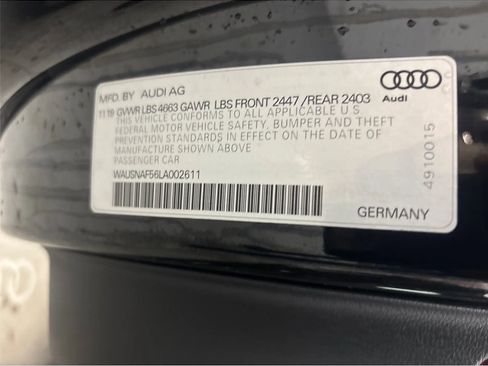 MFD. BY AUDI AG
11.19 GVWR LBS 4663 GAWR LBS FRONT 2447 /REAR 2403
THIS VEHICLE CONFORMS TO ALL APPLICABLE U S
FEDERAL MOTOR VEHICLE SAFETY, BUMPER AND THEFT
PREVENTION STANDARDS IN EFFECT ON THE DATE OF
MANUFACTURE SHOWN ABOVE.
PASSENGER CAR
WAUSNAF56LA002611
Audi
4910015
GERMANY